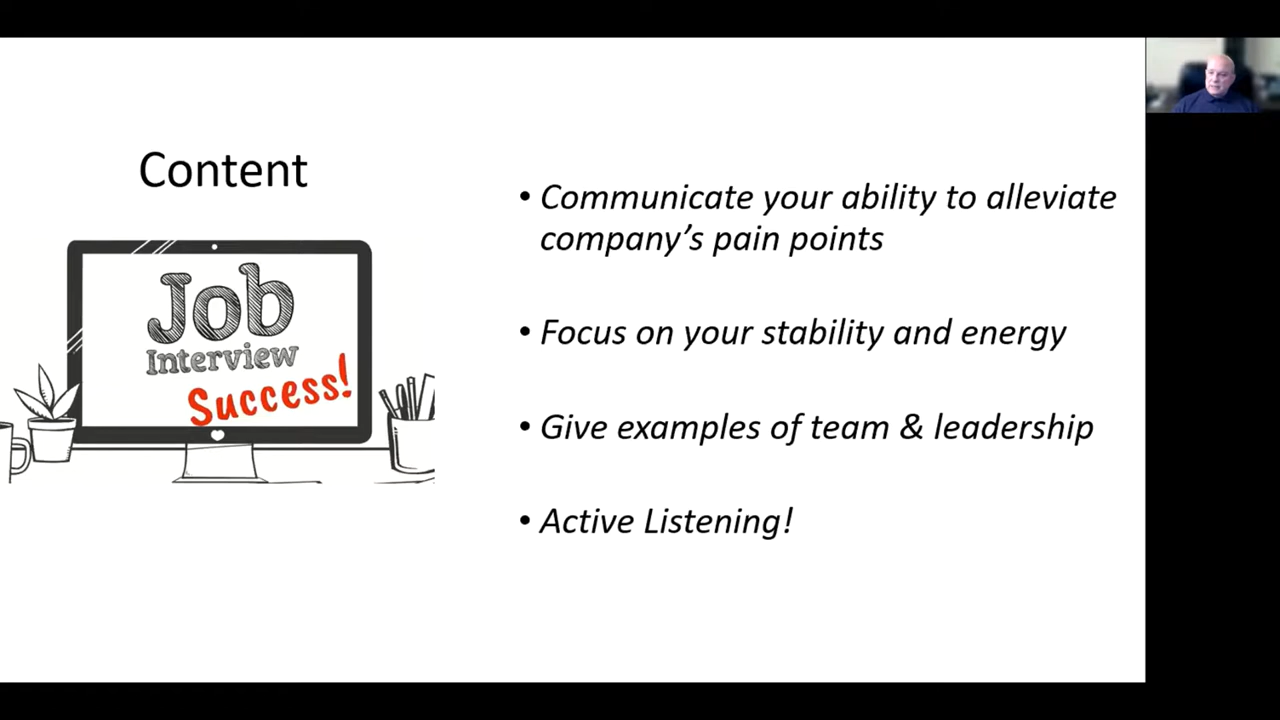 Content
Job
Interview
Success!
• Communicate your ability to alleviate
company’s pain points
• Focus on your stability and energy
• Give examples of team & leadership
• Active Listening!